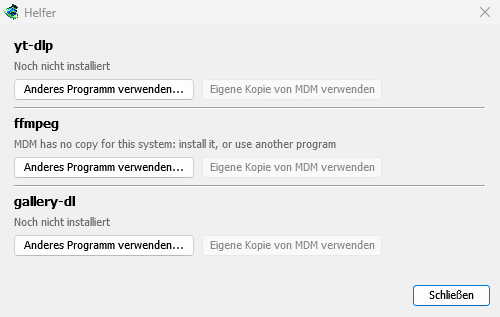 Helfer
yt-dlp
Noch nicht installiert
Anderes Programm verwenden...
Eigene Kopie von MDM verwenden
ffmpeg
MDM has no copy for this system: install it, or use another program
Anderes Programm verwenden...
Eigene Kopie von MDM verwenden
gallery-dl
Noch nicht installiert
Anderes Programm verwenden...
Eigene Kopie von MDM verwenden
Schließen